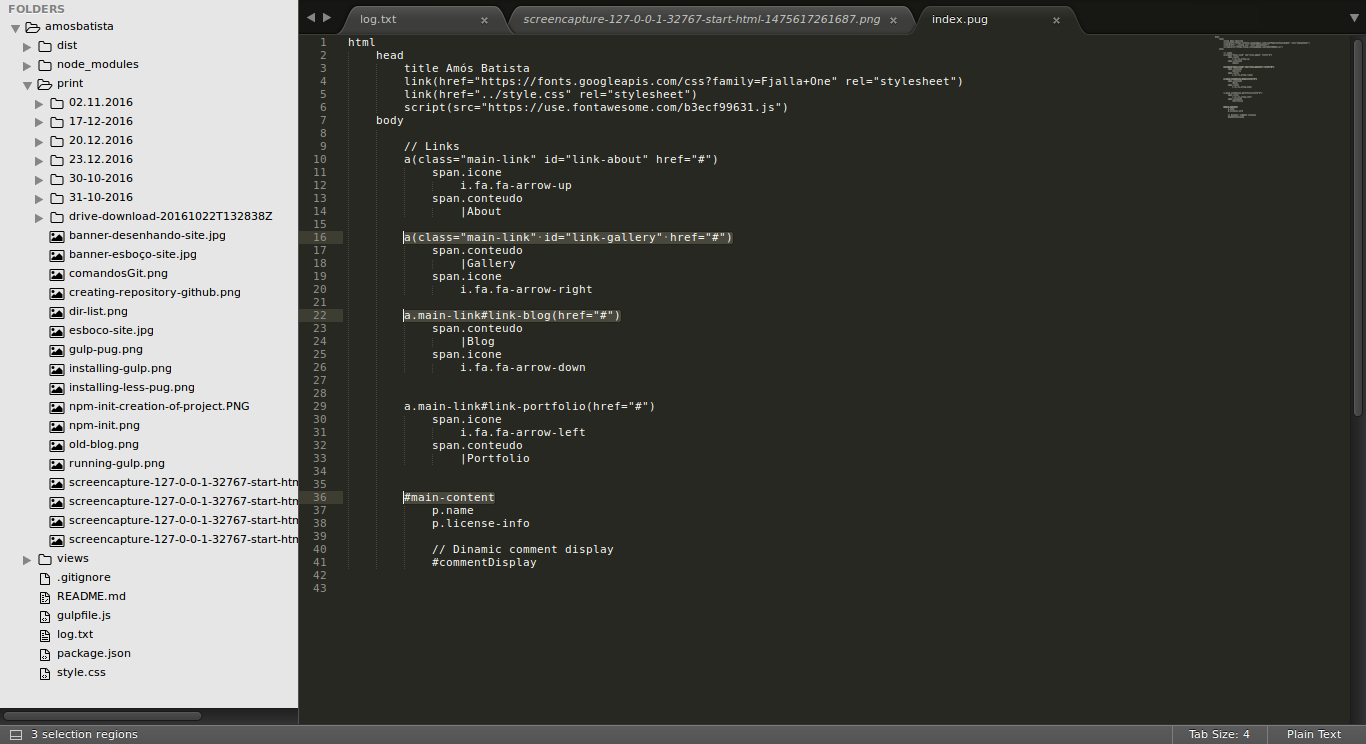 FOLDERS
amosbatista
dist
node_modules
print
02.11.2016
17-12-2016
20.12.2016
23.12.2016
30-10-2016
31-10-2016
drive-download-20161022T132838Z
banner-desenhando-site.jpg
banner-esboço-site.jpg
comandosGit.png
creating-repository-github.png
dir-list.png
esboco-site.jpg
gulp-pug.png
installing-gulp.png
installing-less-pug.png
npm-init-creation-of-project.PNG
npm-init.png
old-blog.png
running-gulp.png
screencapture-127-0-0-1-32767-start-htm
screencapture-127-0-0-1-32767-start-htm
screencapture-127-0-0-1-32767-start-htm
screencapture-127-0-0-1-32767-start-htm
views
.gitignore
README.md
gulpfile.js
log.txt
package.json
style.css
log.txt screencapture-127-0-0-1-32767-start-html-1475617261687.png index.pug
1 html
2 head
3 title Amós Batista
4 link(href="https://fonts.googleapis.com/css?family=Fjalla+One" rel="stylesheet")
5 link(href="../style.css" rel="stylesheet")
6 script(src="https://use.fontawesome.com/b3ecf99631.js")
7 body
8
9 // Links
10 a(class="main-link" id="link-about" href="#")
11 span.icone
12 i.fa.fa-arrow-up
13 span.conteudo
14 |About
15
16 a(class="main-link"·id="link-gallery"·href="#")
17 span.conteudo
18 |Gallery
19 span.icone
20 i.fa.fa-arrow-right
21
22 a.main-link#link-blog(href="#")
23 span.conteudo
24 |Blog
25 span.icone
26 i.fa.fa-arrow-down
27
28
29 a.main-link#link-portfolio(href="#")
30 span.icone
31 i.fa.fa-arrow-left
32 span.conteudo
33 |Portfolio
34
35
36 #main-content
37 p.name
38 p.license-info
39
40 // Dinamic comment display
41 #commentDisplay
42
43
3 selection regions Tab Size: 4 Plain Text